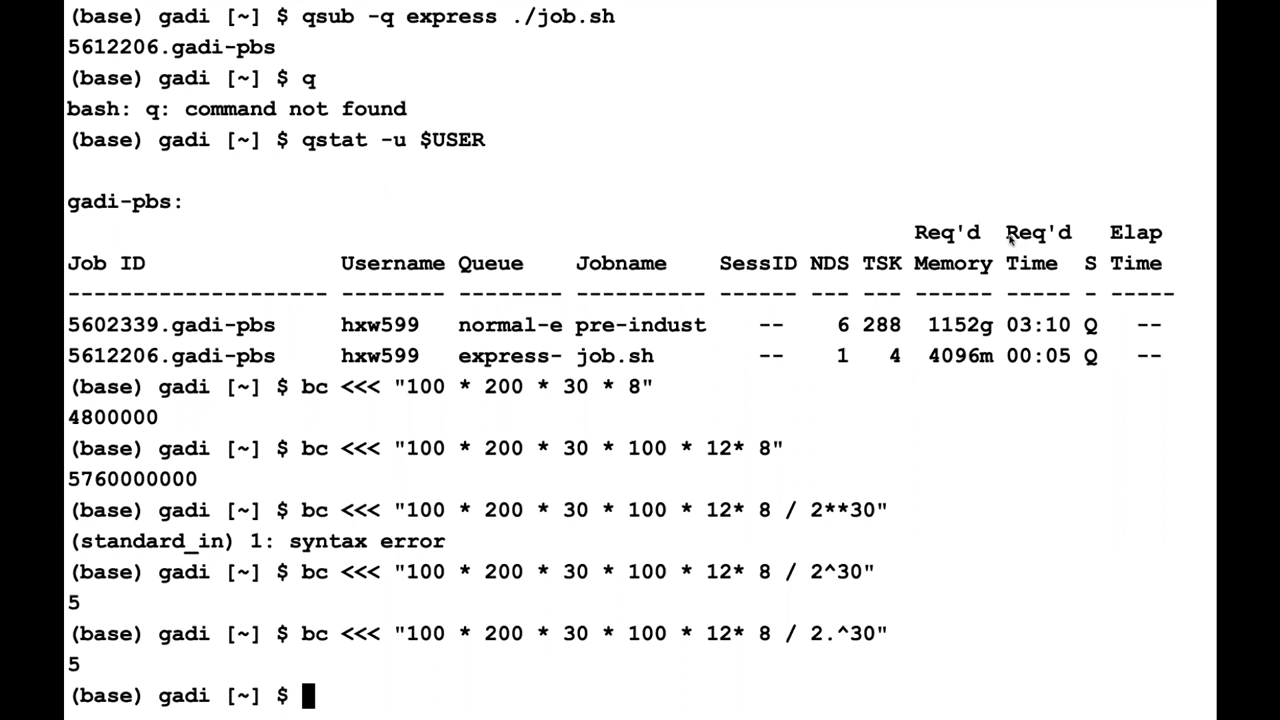 (base) gadi [~] $ qsub -q express ./job.sh
5612206.gadi-pbs
(base) gadi [~] $ q
bash: q: command not found
(base) gadi [~] $ qstat -u $USER
gadi-pbs:
Req'd Req'd Elap
Job ID Username Queue Jobname SessID NDS TSK Memory Time S Time
-------------------- -------- -------- ---------- ------ --- --- ------ ----- - -----
5602339.gadi-pbs hxw599 normal-e pre-indust -- 6 288 1152g 03:10 Q --
5612206.gadi-pbs hxw599 express- job.sh -- 1 4 4096m 00:05 Q --
(base) gadi [~] $ bc <<< "100 * 200 * 30 * 8"
4800000
(base) gadi [~] $ bc <<< "100 * 200 * 30 * 100 * 12* 8"
5760000000
(base) gadi [~] $ bc <<< "100 * 200 * 30 * 100 * 12* 8 / 2**30"
(standard_in) 1: syntax error
(base) gadi [~] $ bc <<< "100 * 200 * 30 * 100 * 12* 8 / 2^30"
5
(base) gadi [~] $ bc <<< "100 * 200 * 30 * 100 * 12* 8 / 2.^30"
5
(base) gadi [~] $